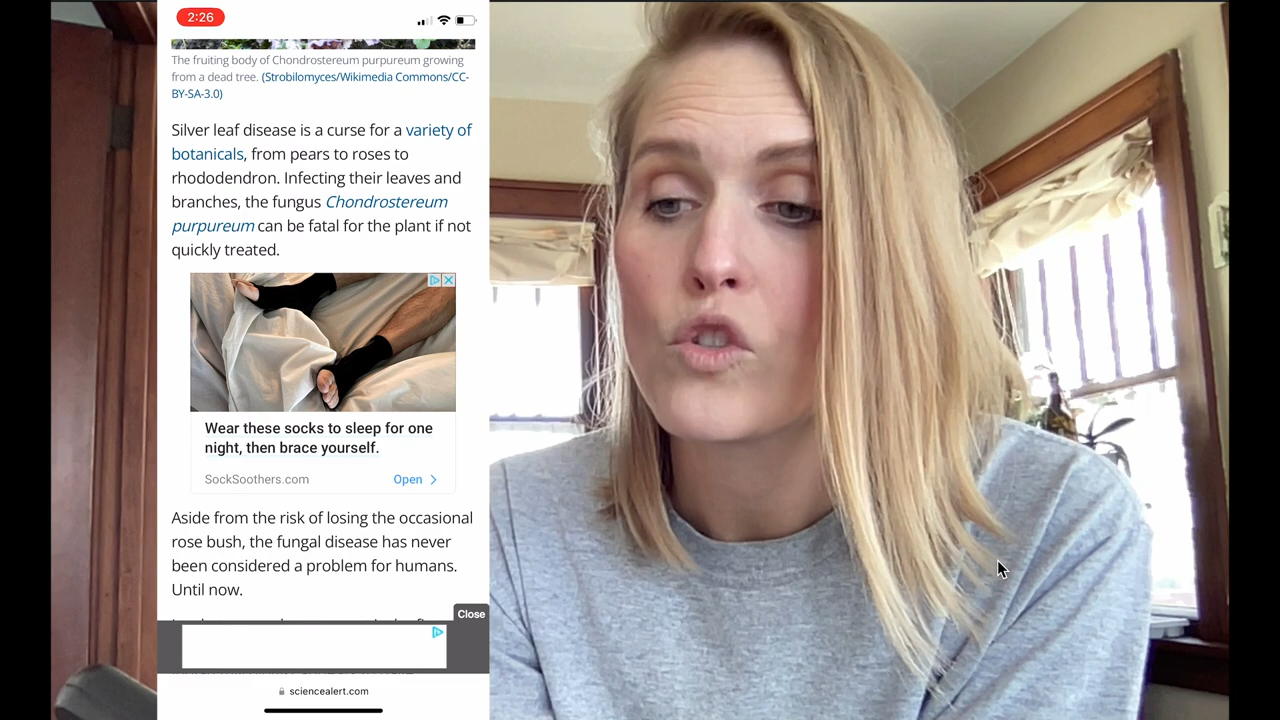 2:26
The fruiting body of Chondrostereum purpureum growing
from a dead tree. (Strobilomyces/Wikimedia Commons/CC-
BY-SA-3.0)
Silver leaf disease is a curse for a variety of
botanicals, from pears to roses to
rhododendron. Infecting their leaves and
branches, the fungus Chondrostereum
purpureum can be fatal for the plant if not
quickly treated.
Wear these socks to sleep for one
night, then brace yourself.
SockSoothers.com
Open
Aside from the risk of losing the occasional
rose bush, the fungal disease has never
been considered a problem for humans.
Until now.
Close
sciencealert.com